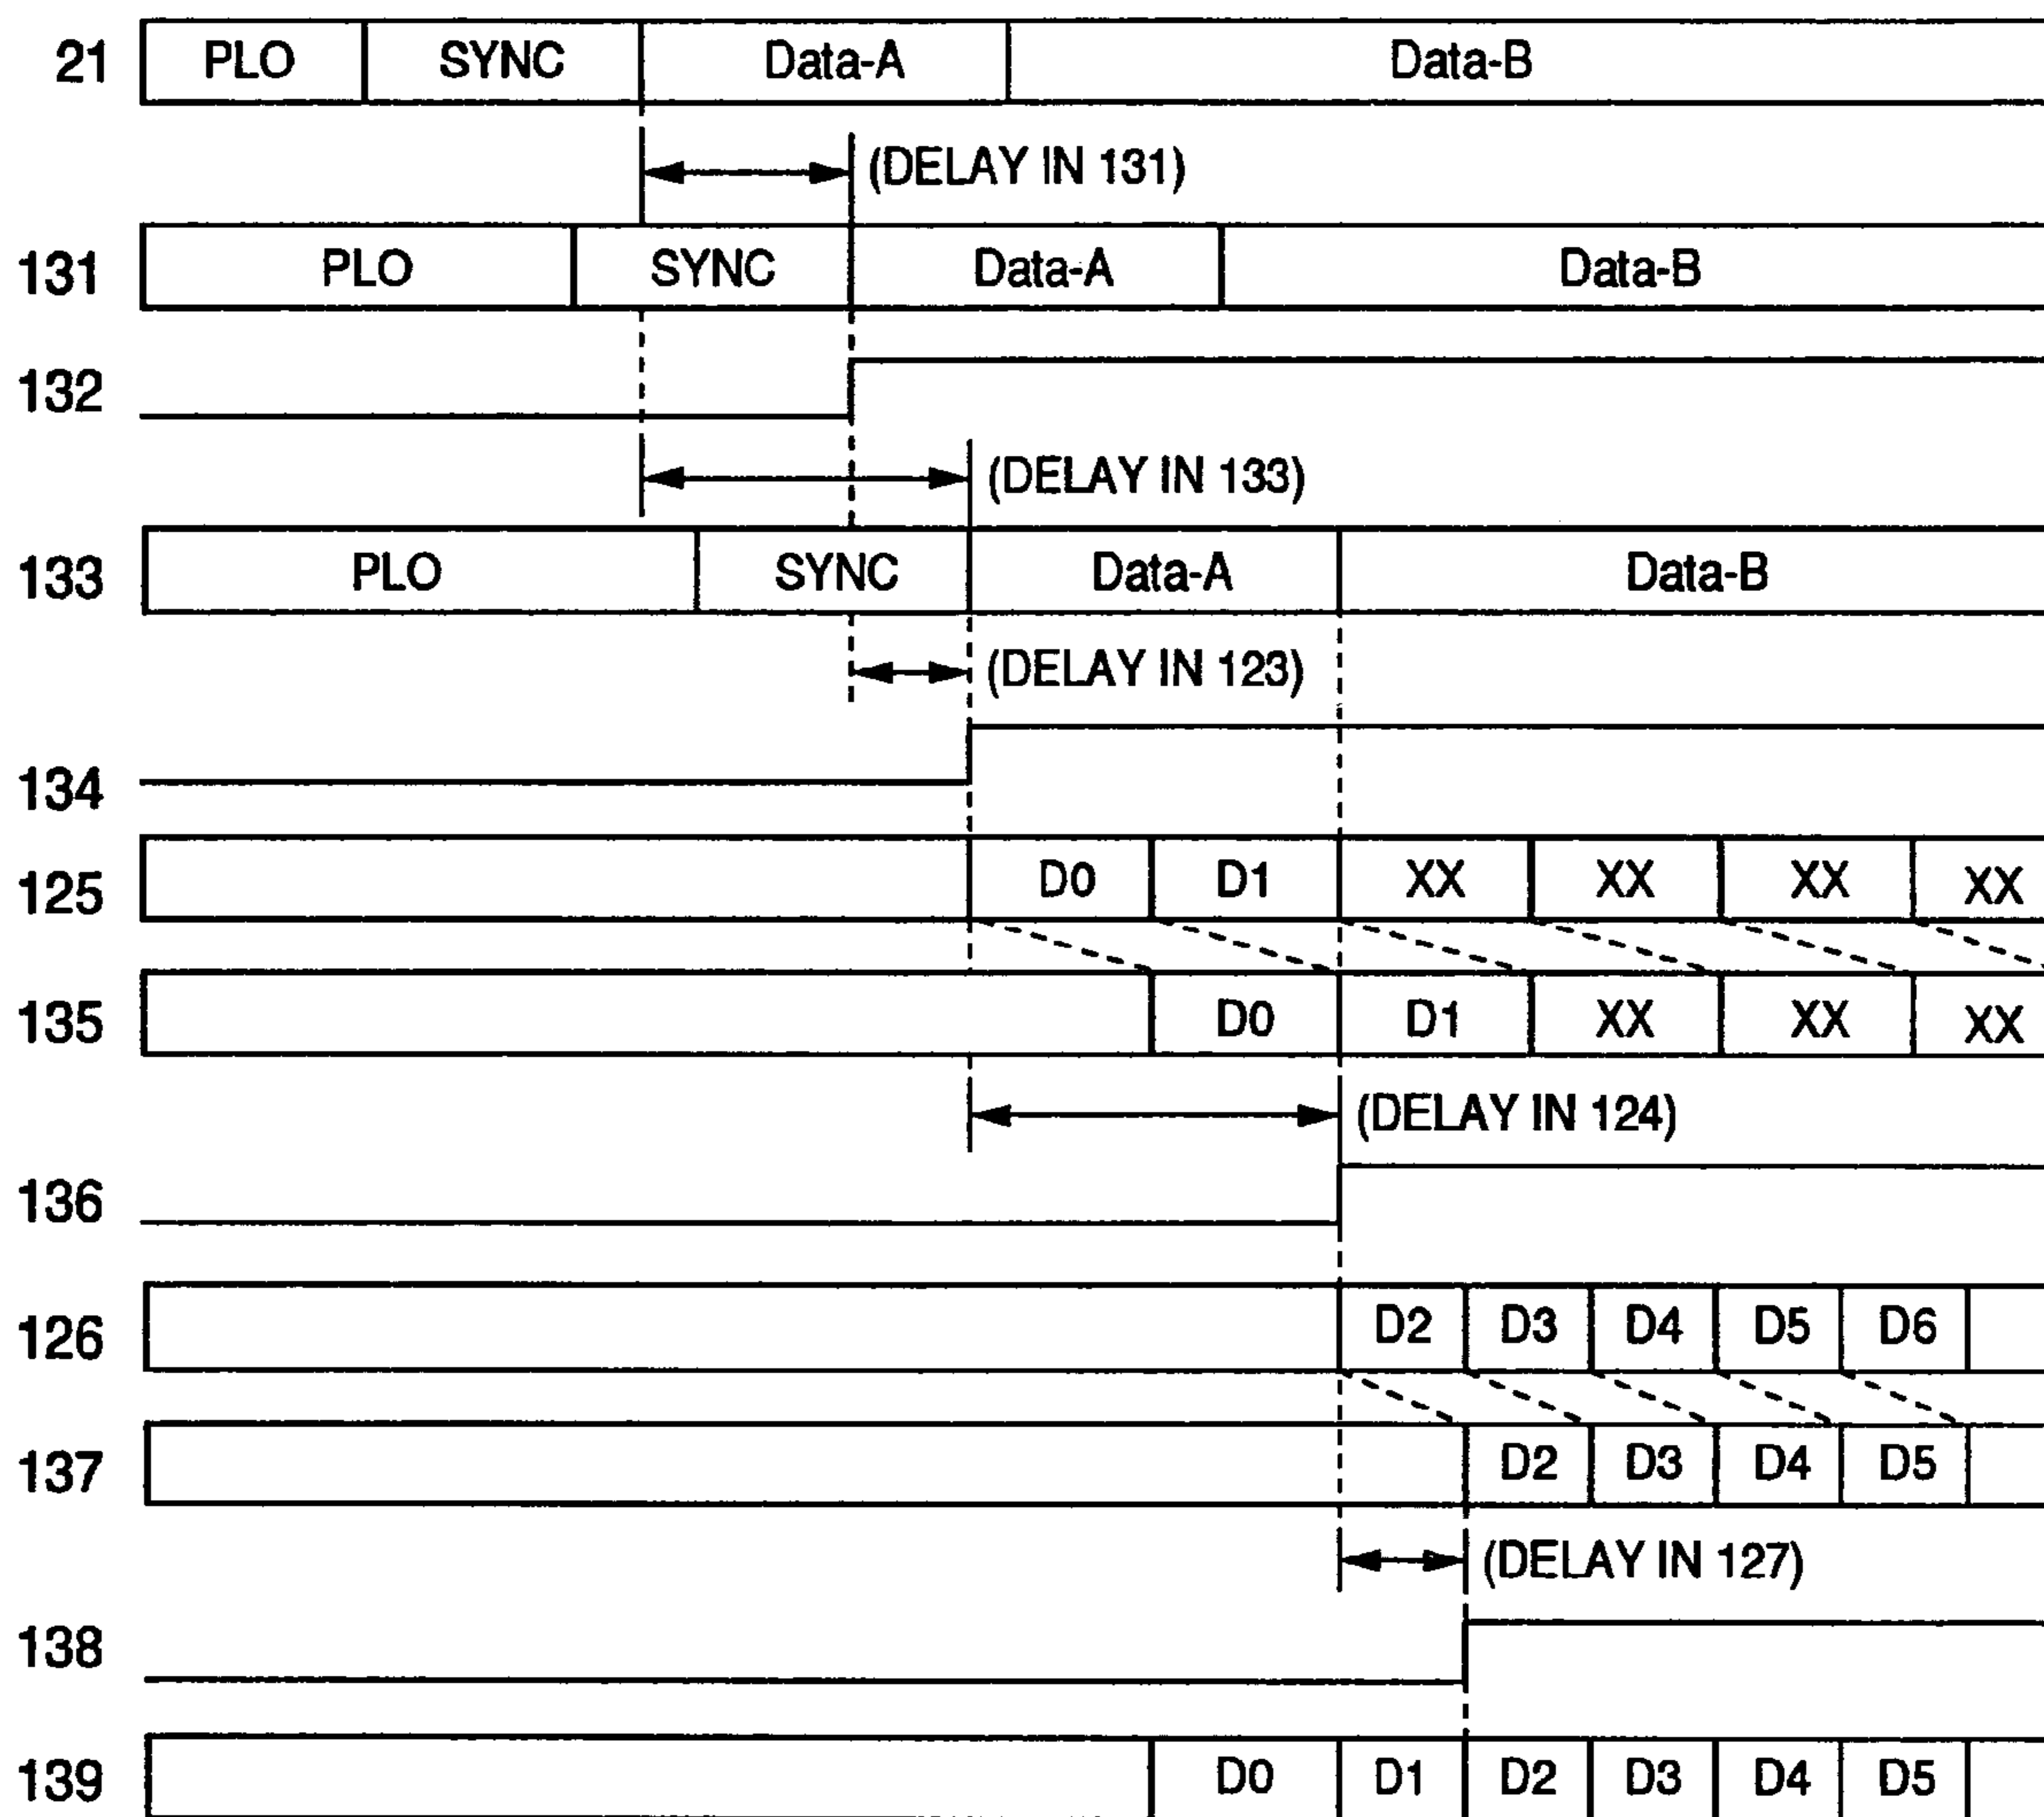 21 PLO SYNC Data-A Data-B
(DELAY IN 131)
131 PLO SYNC Data-A Data-B
132
(DELAY IN 133)
133 PLO SYNC Data-A Data-B
(DELAY IN 123)
134
125 D0 D1 XX XX XX XX
135 D0 D1 XX XX XX
(DELAY IN 124)
136
126 D2 D3 D4 D5 D6
137 D2 D3 D4 D5
(DELAY IN 127)
138
139 D0 D1 D2 D3 D4 D5